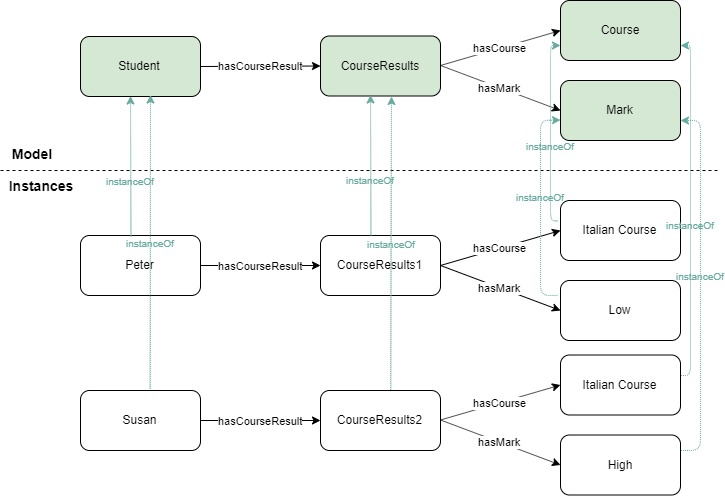 Course
hasCourse
Student
hasCourseResult
CourseResults
hasMark
Mark
instanceOf
Model
instanceOf
instanceOf
Instances
instanceOf
instanceOf
Italian Course
instanceOf
instanceOf
hasCourse
Peter
hasCourseResult
CourseResults1
instanceOf
hasMark
Low
Italian Course
hasCourse
Susan
hasCourseResult
CourseResults2
hasMark
High